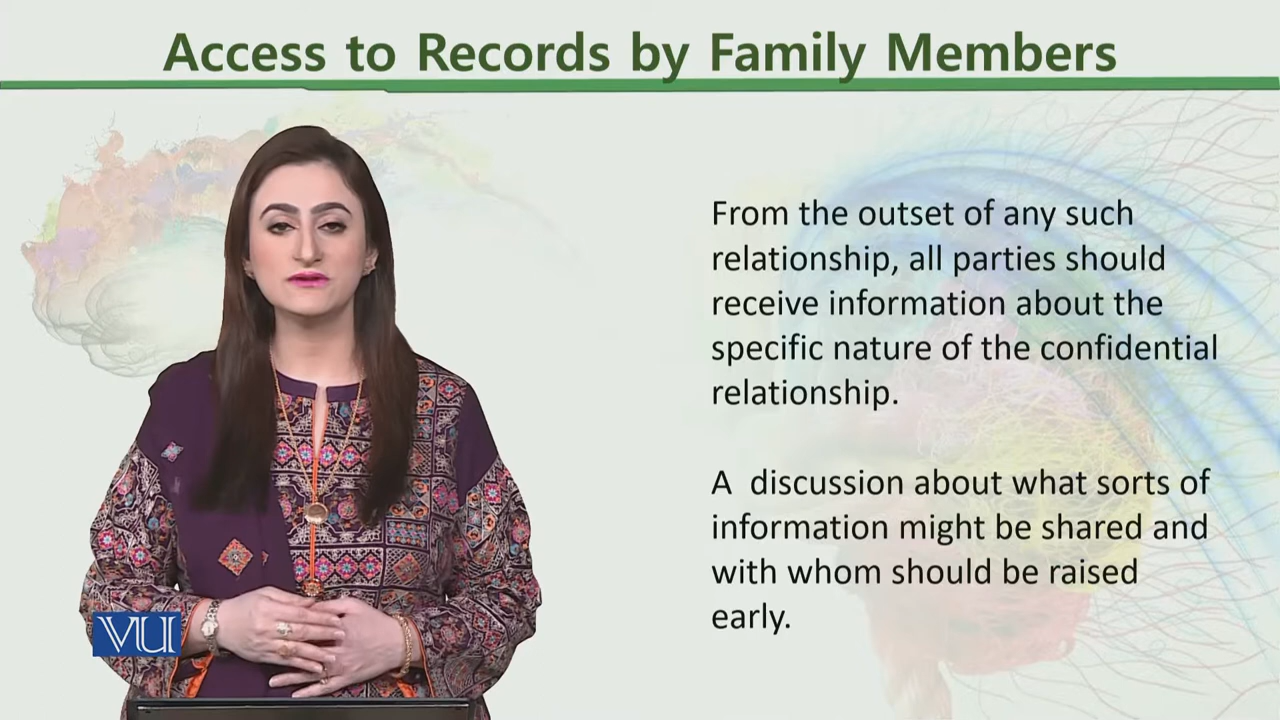 Access to Records by Family Members
From the outset of any such
relationship, all parties should
receive information about the
specific nature of the confidential
relationship.
A discussion about what sorts of
information might be shared and
with whom should be raised
early.
VU